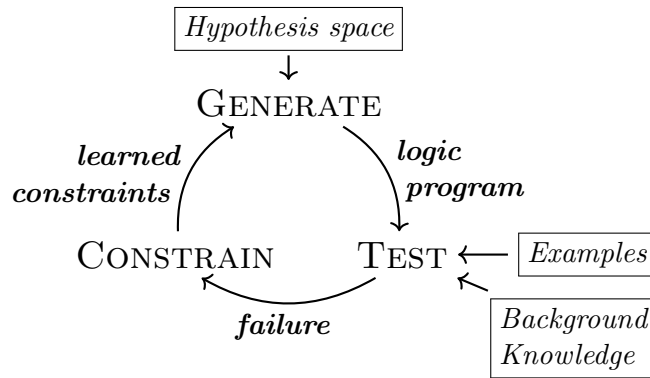 Hypothesis space
GENERATE
learned
constraints
logic
program
CONSTRAIN
TEST
Examples
failure
Background
Knowledge